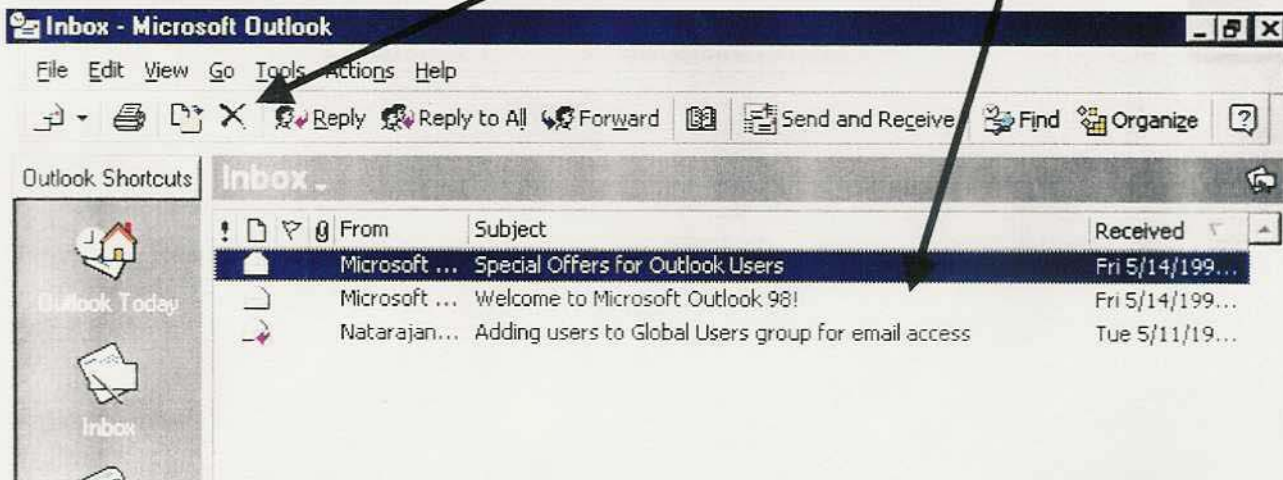 Inbox - Microsoft Outlook
File Edit View Go Tools Actions Help
Reply Reply to All Forward Send and Receive Find Organize
Outlook Shortcuts Inbox
From Subject Received
Microsoft ... Special Offers for Outlook Users Fri 5/14/199...
Microsoft ... Welcome to Microsoft Outlook 98! Fri 5/14/199...
Natarajan... Adding users to Global Users group for email access Tue 5/11/19...
Outlook Today
Inbox